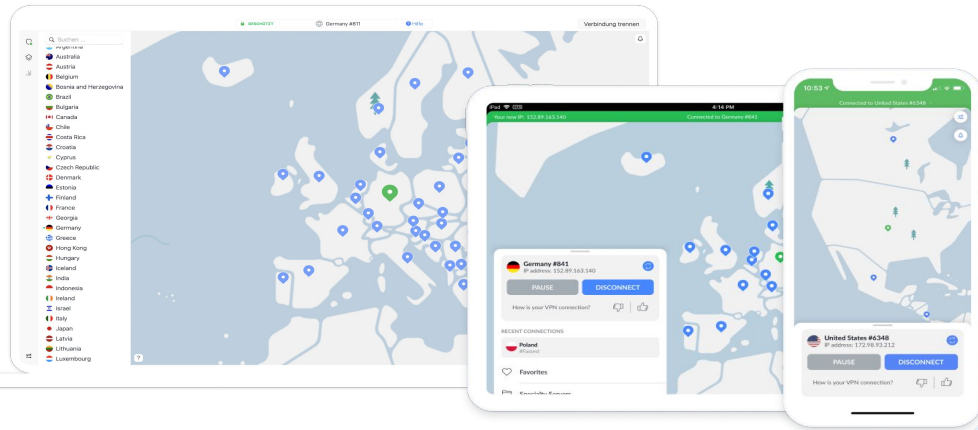 GESCHÜTZT
Germany #811
Hilfe
Verbindung trennen
Suchen ...
Argentina
Australia
Austria
Belgium
Bosnia and Herzegovina
Brazil
Bulgaria
Canada
Chile
Costa Rica
Croatia
Cyprus
Czech Republic
Denmark
Estonia
Finland
France
Georgia
Germany
Greece
Hong Kong
Hungary
Iceland
India
Indonesia
Ireland
Israel
Italy
Japan
Latvia
Lithuania
Luxembourg
?
iPad
4:14 PM
Your new IP: 152.89.163.140
Connected to Germany #841
Germany #841
IP address: 152.89.163.140
PAUSE
DISCONNECT
How is your VPN connection?
RECENT CONNECTIONS
Poland
#Fastest
Favorites
Specialty Servers
10:53
Connected to United States #6348
United States #6348
IP address: 172.98.93.212
PAUSE
DISCONNECT
How is your VPN connection?